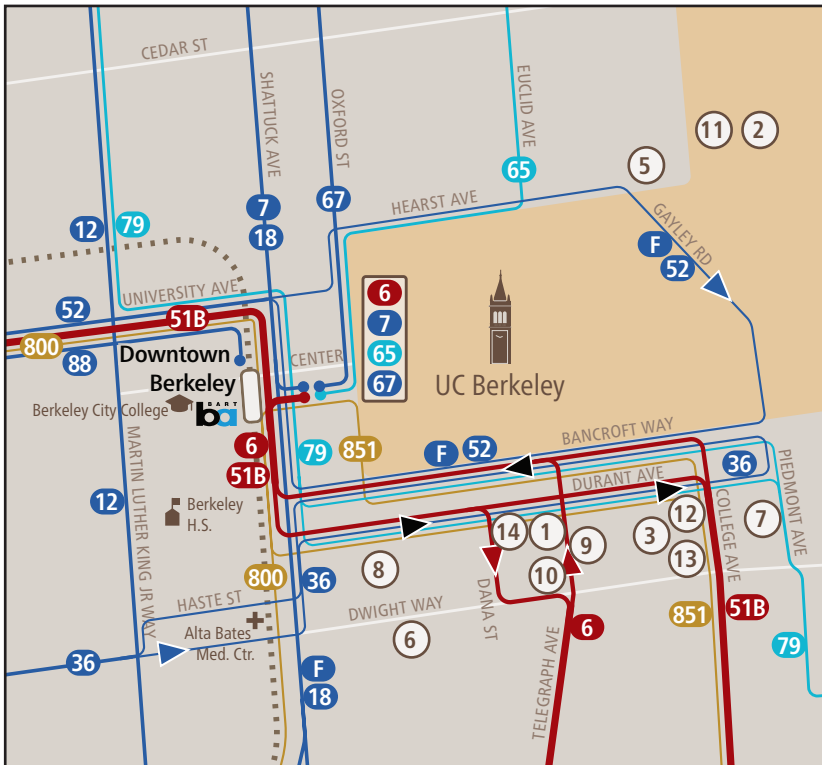 CEDAR ST
SHATTUCK AVE
OXFORD ST
EUCLID AVE
11
2
5
65
7
18
67
HEARST AVE
12
79
GAYLEY RD
F
52
UNIVERSITY AVE
52
51B
800
88
6
7
65
67
Downtown
Berkeley
CENTER
UC Berkeley
Berkeley City College
BART
ba
6
51B
79
851
F
52
BANCROFT WAY
36
DURANT AVE
PIEDMONT AVE
MARTIN LUTHER KING JR WAY
12
Berkeley
H.S.
14
1
9
10
3
12
13
7
COLLEGE AVE
8
800
36
HASTE ST
DWIGHT WAY
DANA ST
Alta Bates
Med. Ctr.
6
36
F
18
TELEGRAPH AVE
6
851
51B
79